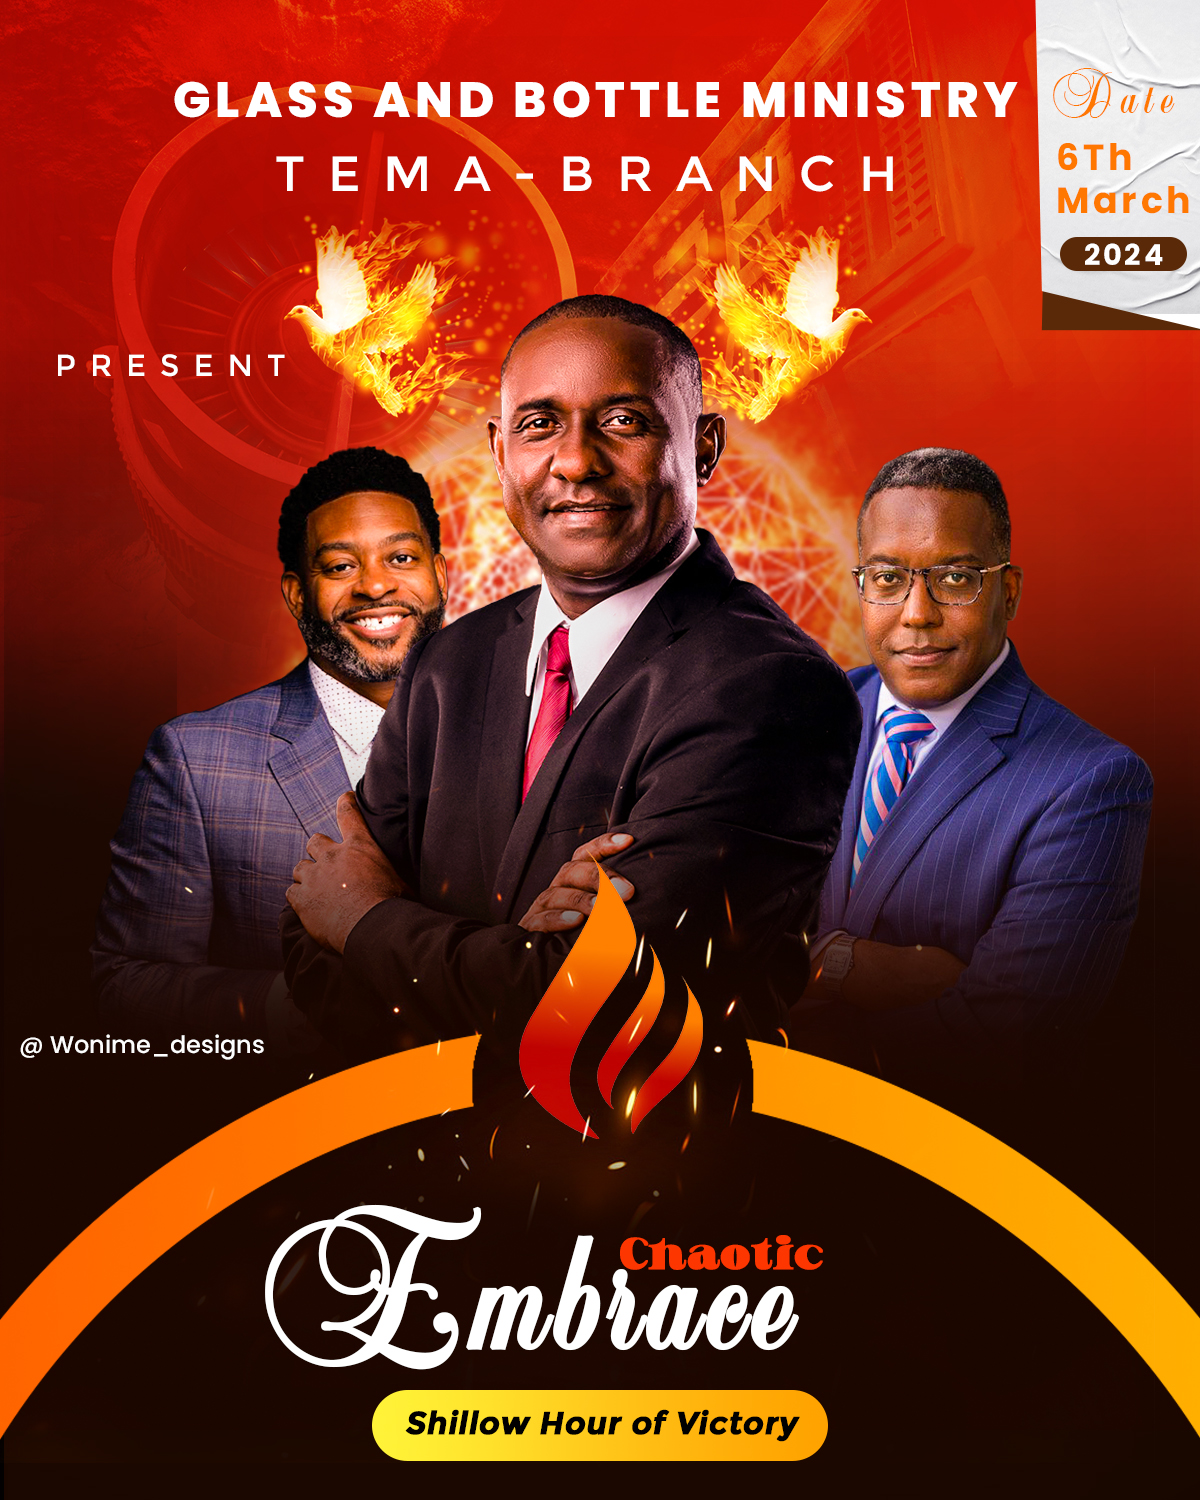 GLASS AND BOTTLE MINISTRY
TEMA-BRANCH
Date
6Th
March
2024
PRESENT
@ Wonime_designs
Chaotic
Embrace
Shillow Hour of Victory